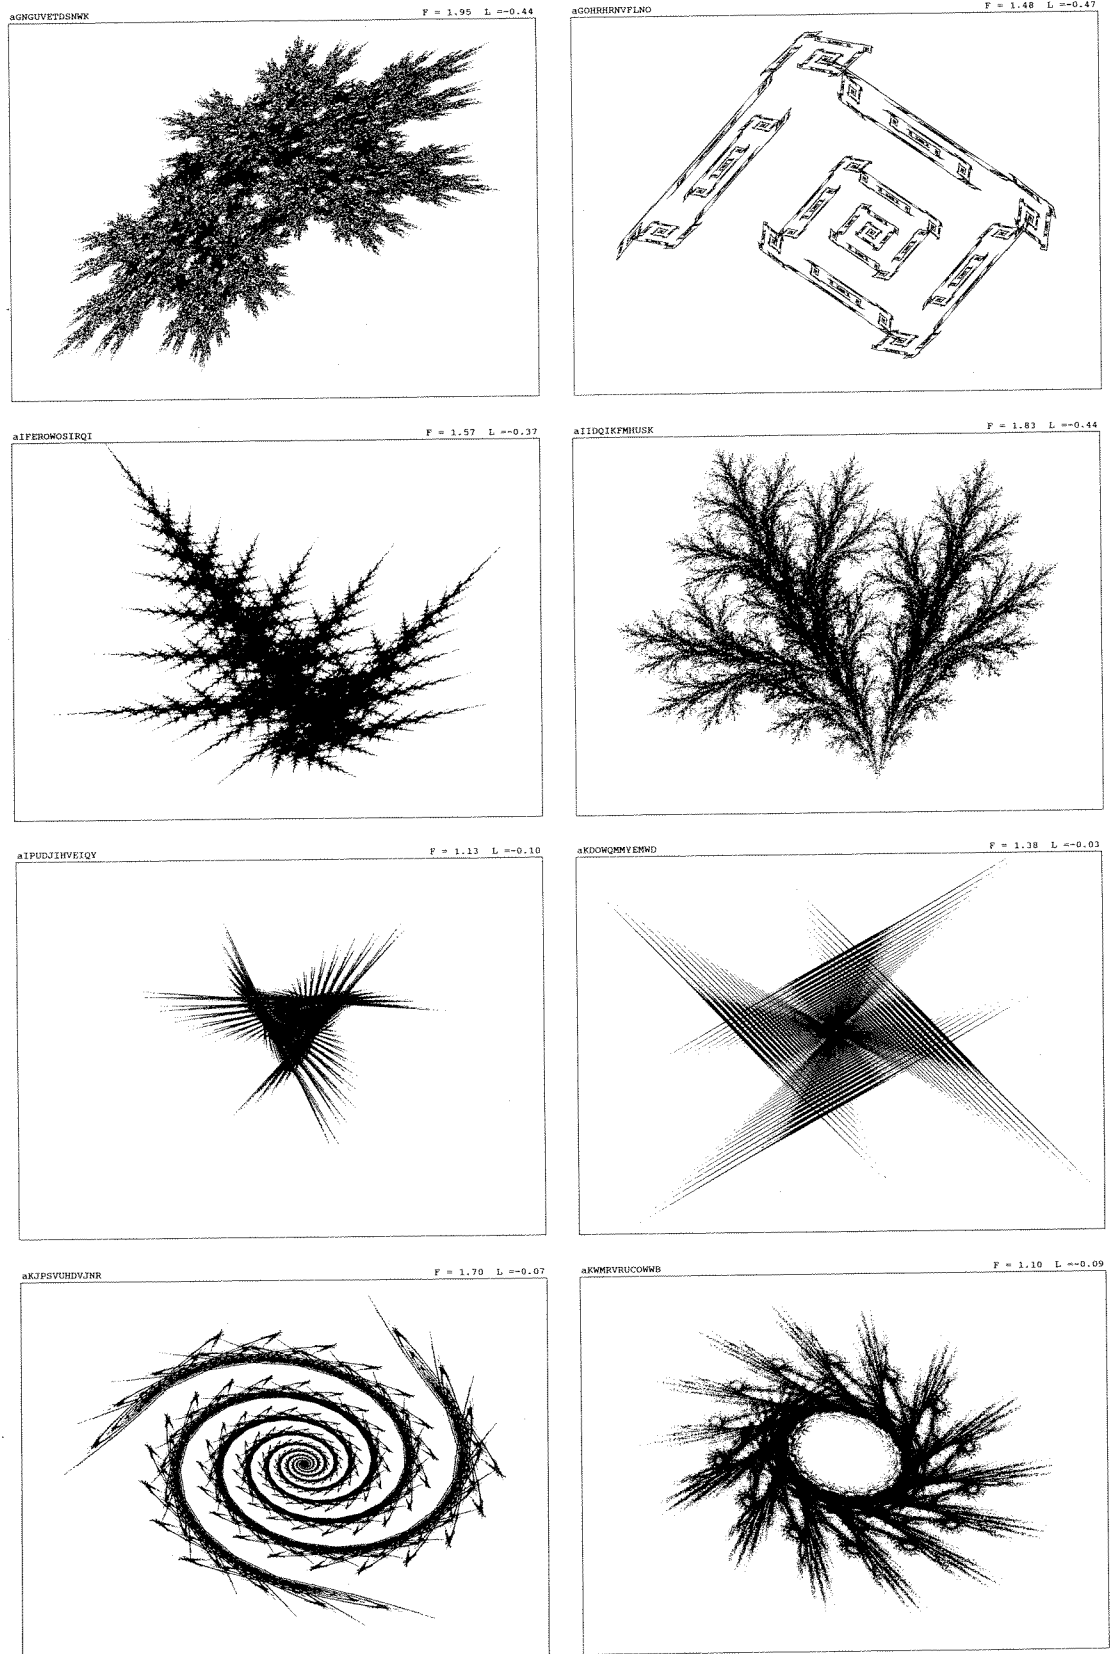 aGNGUVETDSNWK F = 1.95 L =-0.44
aGOHRHRNVFLNO F = 1.48 L =-0.47
aIFEROWOSIRQI F = 1.57 L =-0.37
aIIDQIKFMHUSK F = 1.83 L =-0.44
aIPUDJIHVEIQY F = 1.13 L =-0.10
aKDOWQMMYEMWD F = 1.38 L =-0.03
aKJPSVUHDVJNR F = 1.70 L =-0.07
aKWMRVRUCOWWB F = 1.10 L =-0.09